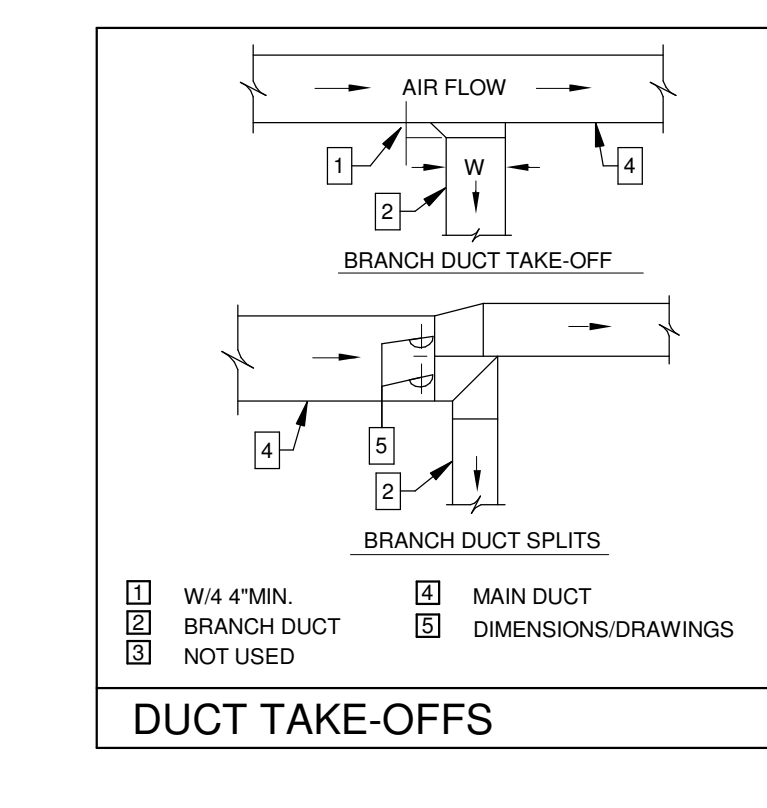 AIR FLOW
1
W
4
2
BRANCH DUCT TAKE-OFF
4
5
2
BRANCH DUCT SPLITS
1 W/4 4"MIN.
2 BRANCH DUCT
3 NOT USED
4 MAIN DUCT
5 DIMENSIONS/DRAWINGS
DUCT TAKE-OFFS